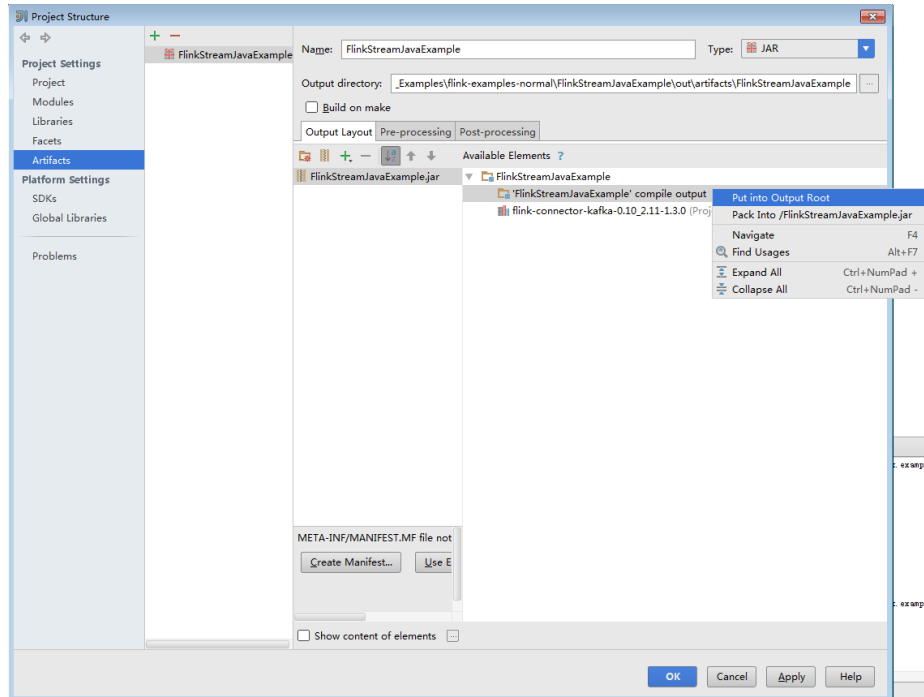 Project Structure
Project Settings
Project
Modules
Libraries
Facets
Artifacts
Platform Settings
SDKs
Global Libraries
Problems
FlinkStreamJavaExample
Name: FlinkStreamJavaExample
Type: JAR
Output directory: _Examples\flink-examples-normal\FlinkStreamJavaExample\out\artifacts\FlinkStreamJavaExample ...
Build on make
Output Layout Pre-processing Post-processing
Available Elements ?
FlinkStreamJavaExample.jar
FlinkStreamJavaExample
'FlinkStreamJavaExample' compile output
flink-connector-kafka-0.10_2.11-1.3.0 (Proj
Put into Output Root
Pack Into /FlinkStreamJavaExample.jar
Navigate F4
Find Usages Alt+F7
Expand All Ctrl+NumPad +
Collapse All Ctrl+NumPad -
META-INF/MANIFEST.MF file not
Create Manifest... Use E
Show content of elements ...
OK Cancel Apply Help
. examp
. examp